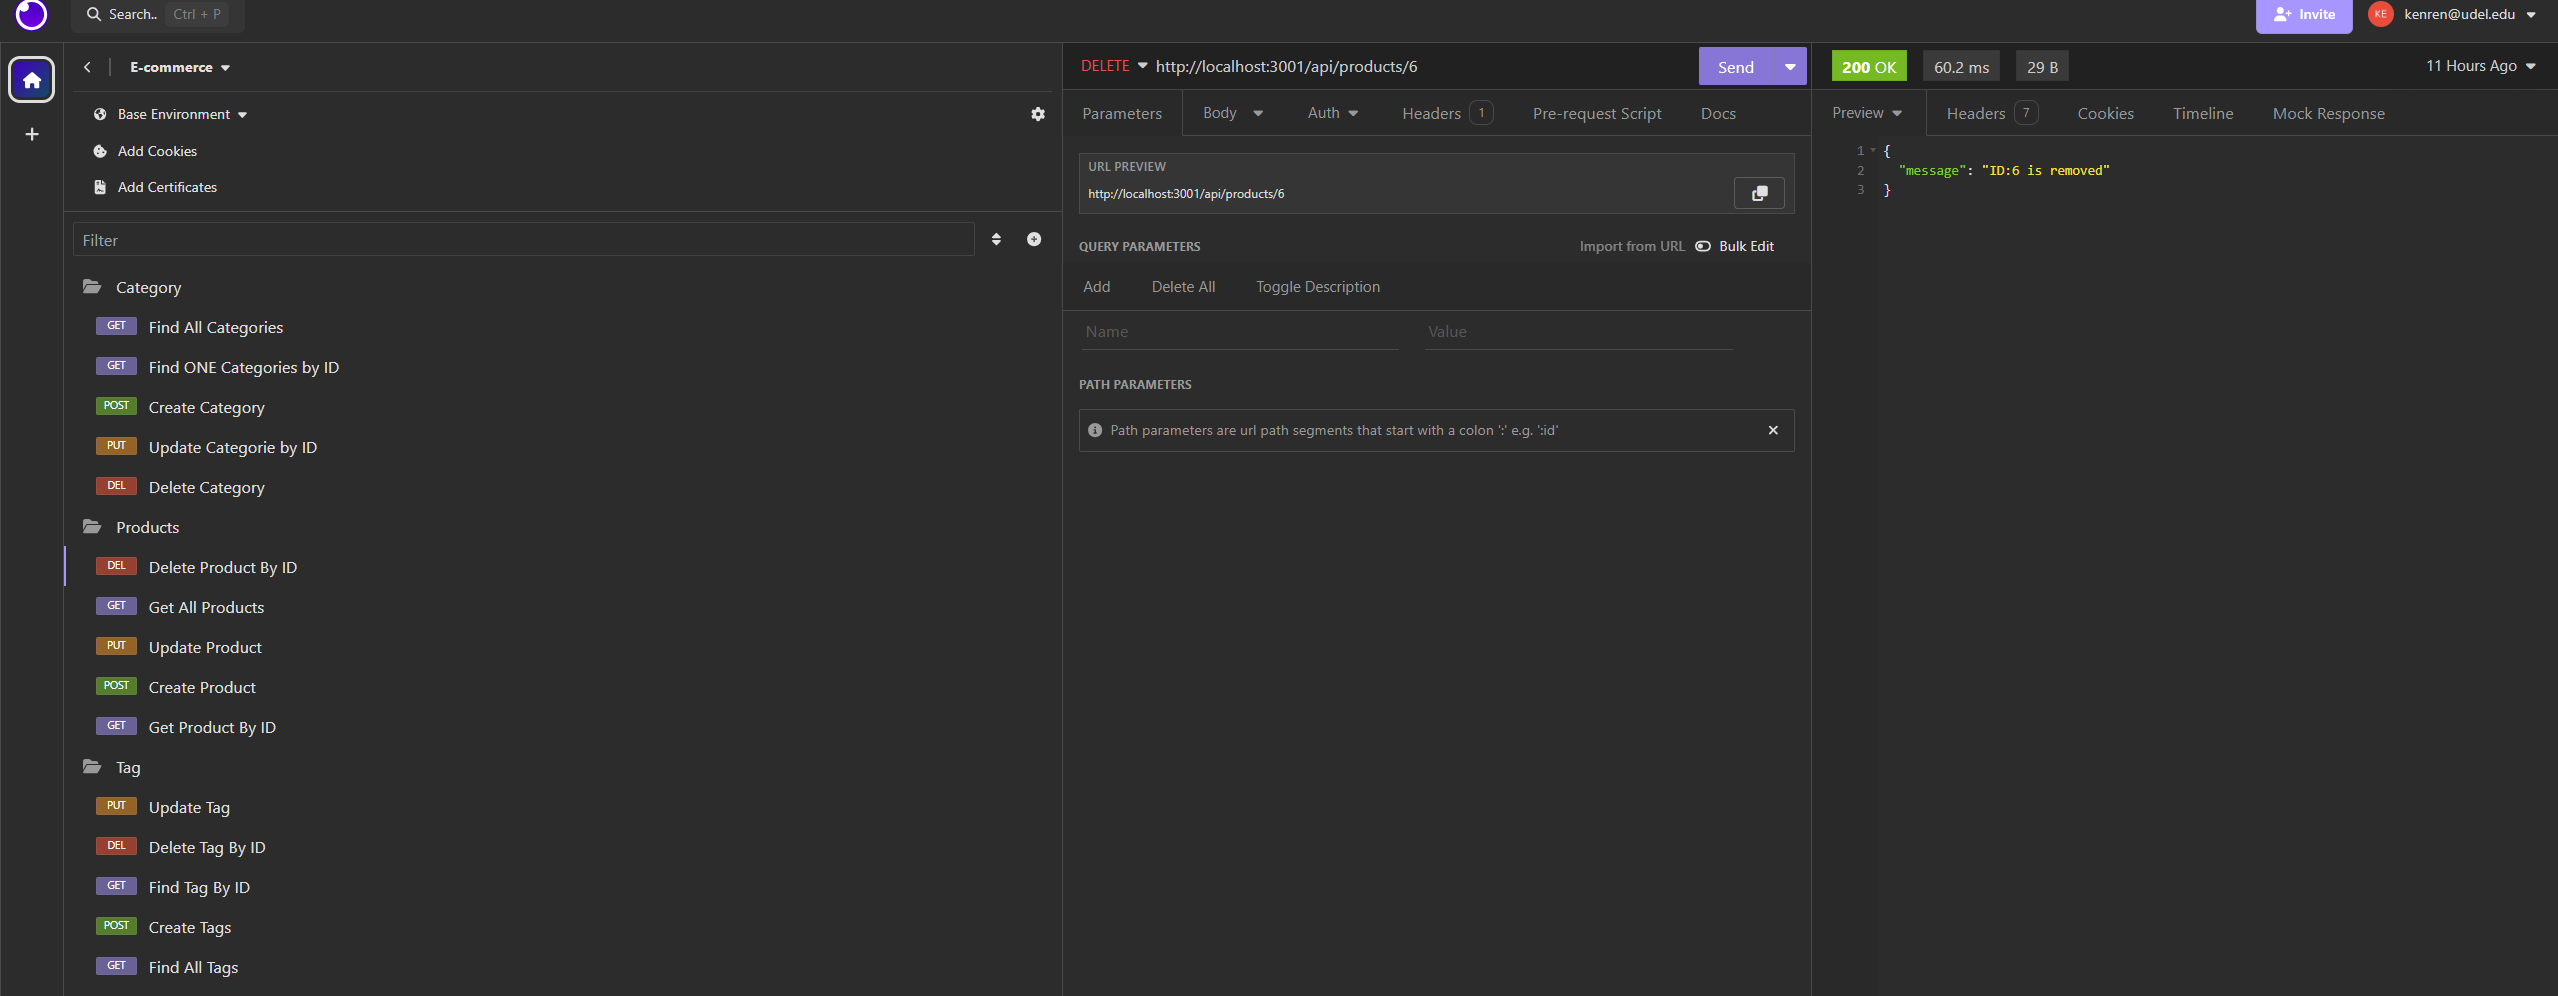 Search.. Ctrl + P
Invite
KE kenren@udel.edu
E-commerce
Base Environment
Add Cookies
Add Certificates
Filter
Category
GET Find All Categories
GET Find ONE Categories by ID
POST Create Category
PUT Update Categorie by ID
DEL Delete Category
Products
DEL Delete Product By ID
GET Get All Products
PUT Update Product
POST Create Product
GET Get Product By ID
Tag
PUT Update Tag
DEL Delete Tag By ID
GET Find Tag By ID
POST Create Tags
GET Find All Tags
DELETE http://localhost:3001/api/products/6 Send
Parameters Body Auth Headers 1 Pre-request Script Docs
URL PREVIEW
http://localhost:3001/api/products/6
QUERY PARAMETERS Import from URL Bulk Edit
Add Delete All Toggle Description
Name Value
PATH PARAMETERS
Path parameters are url path segments that start with a colon ':' e.g. ':id'
200 OK 60.2 ms 29 B 11 Hours Ago
Preview Headers 7 Cookies Timeline Mock Response
1 {
2 "message": "ID:6 is removed"
3 }